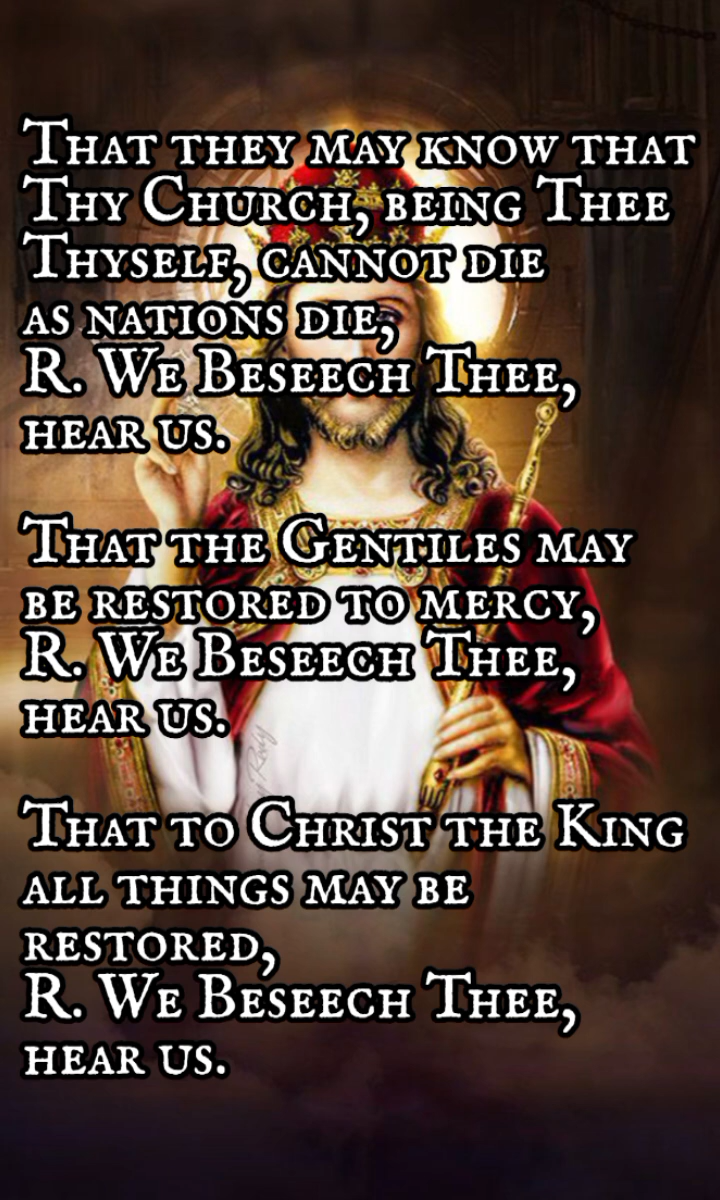 That they may know that
Thy Church, being Thee
Thyself, cannot die
as nations die,
R. We Beseech Thee,
hear us.
That the Gentiles may
be restored to mercy,
R. We Beseech Thee,
hear us.
That to Christ the King
all things may be
restored,
R. We Beseech Thee,
hear us.